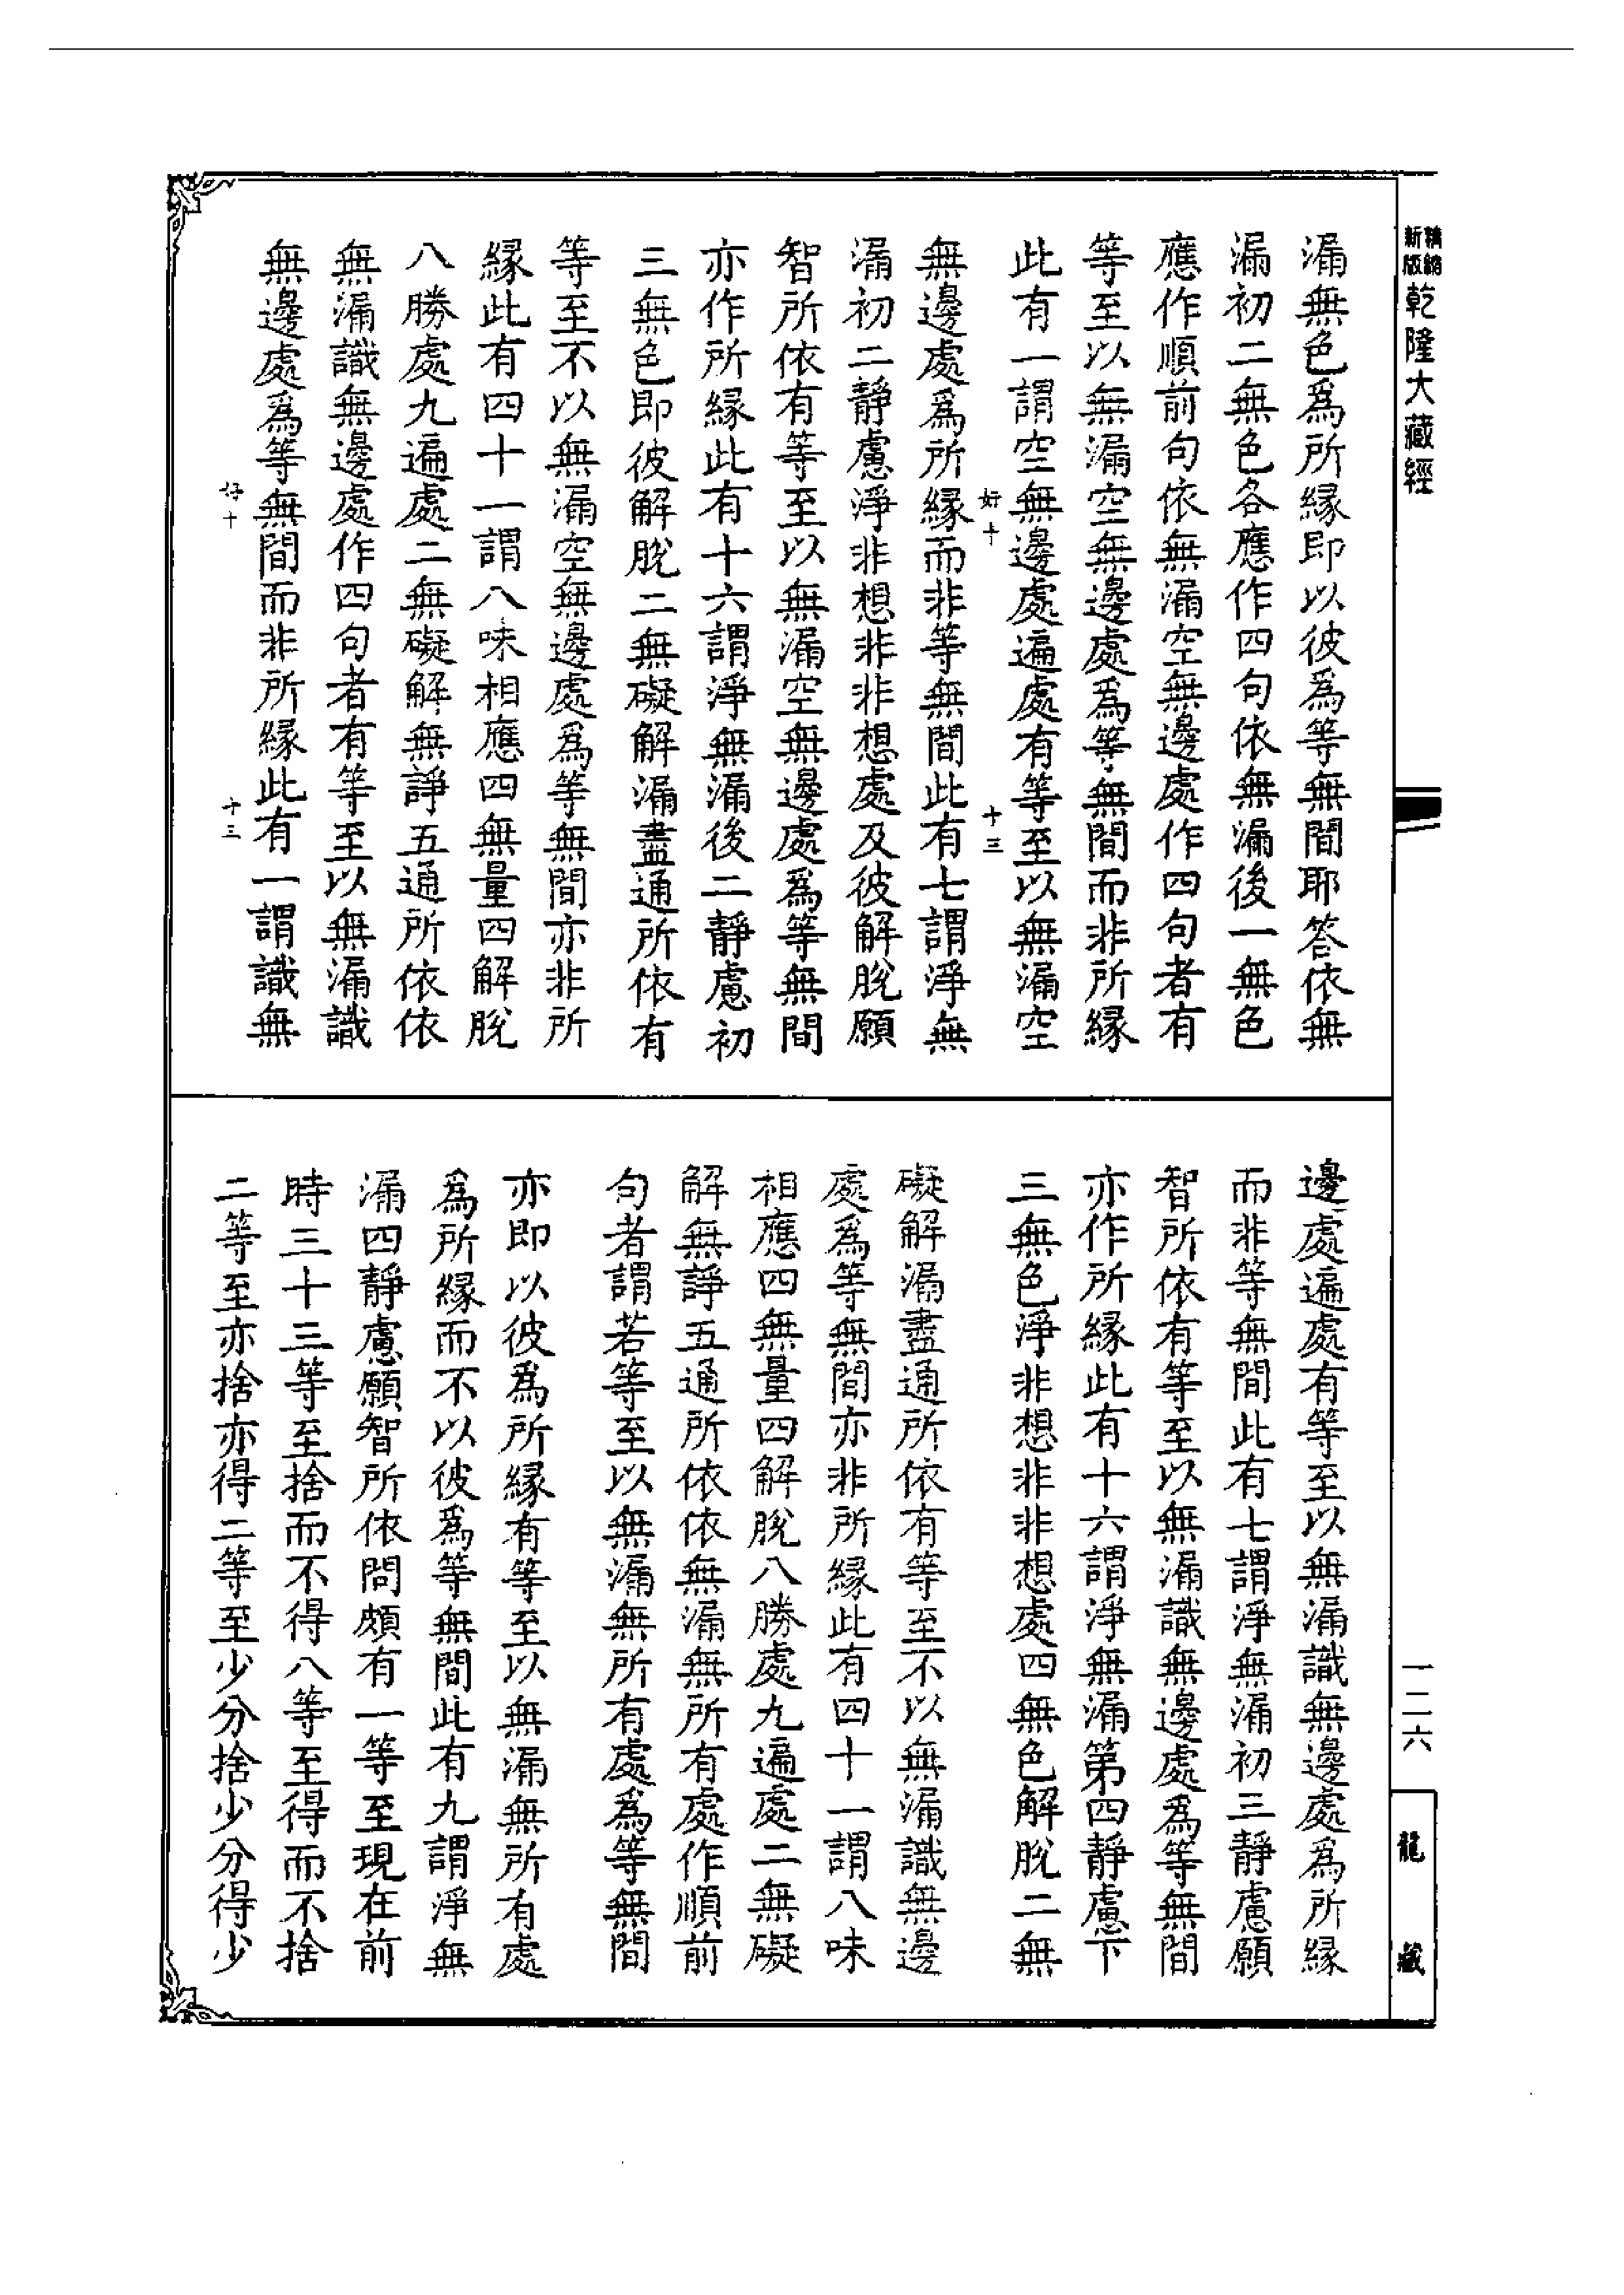 精縮
新版
乾隆大藏經
漏無色爲所緣即以彼爲等無間耶答依無
漏初二無色各應作四句依無漏後一無色
應作順前句依無漏空無邊處作四句者有
等至以無漏空無邊處爲等無間而非所緣
此有一謂空無邊處遍處有等至以無漏空
好十
十三
無邊處爲所緣而非等無間此有七謂淨無
漏初二靜慮淨非想非非想處及彼解脫願
智所依有等至以無漏空無邊處爲等無間
亦作所緣此有十六謂淨無漏後二靜慮初
三無色即彼解脫二無礙解漏盡通所依有
等至不以無漏空無邊處爲等無間亦非所
緣此有四十一謂八味相應四無量四解脫
八勝處九遍處二無礙解無諍五通所依依
無漏識無邊處作四句者有等至以無漏識
無邊處爲等無間而非所緣此有一謂識無
好十
十三
邊處遍處有等至以無漏識無邊處爲所緣
而非等無間此有七謂淨無漏初三靜慮願
智所依有等至以無漏識無邊處爲等無間
亦作所緣此有十六謂淨無漏第四靜慮下
三無色淨非想非非想處四無色解脫二無
礙解漏盡通所依有等至不以無漏識無邊
處爲等無間亦非所緣此有四十一謂八味
相應四無量四解脫八勝處九遍處二無礙
解無諍五通所依依無漏無所有處作順前
句者謂若等至以無漏無所有處爲等無間
亦即以彼爲所緣有等至以無漏無所有處
爲所緣而不以彼爲等無間此有九謂淨無
漏四靜慮願智所依問頗有一等至現在前
時三十三等至捨而不得八等至得而不捨
二等至亦捨亦得二等至少分捨少分得少
一二六
龍藏